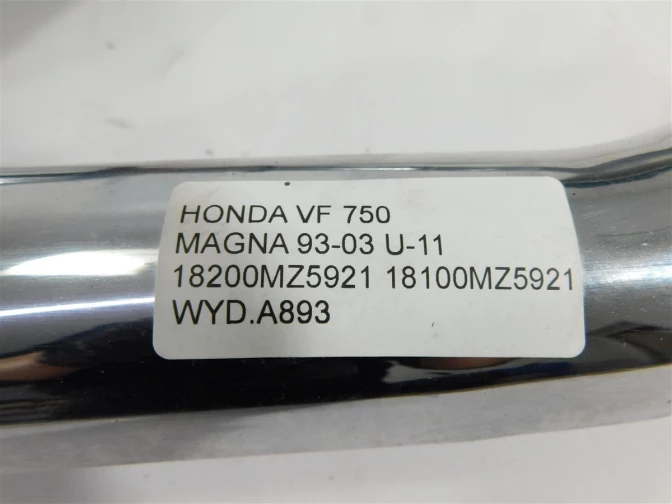 HONDA VF 750
MAGNA 93-03 U-11
18200MZ5921 18100MZ5921
WYD.A893